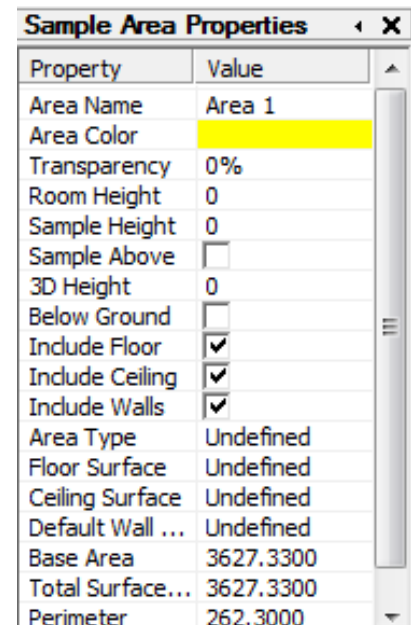 Sample Area Properties
Property Value
Area Name Area 1
Area Color
Transparency 0%
Room Height 0
Sample Height 0
Sample Above
3D Height 0
Below Ground
Include Floor
Include Ceiling
Include Walls
Area Type Undefined
Floor Surface Undefined
Ceiling Surface Undefined
Default Wall ... Undefined
Base Area 3627.3300
Total Surface... 3627.3300
Perimeter 262.3000